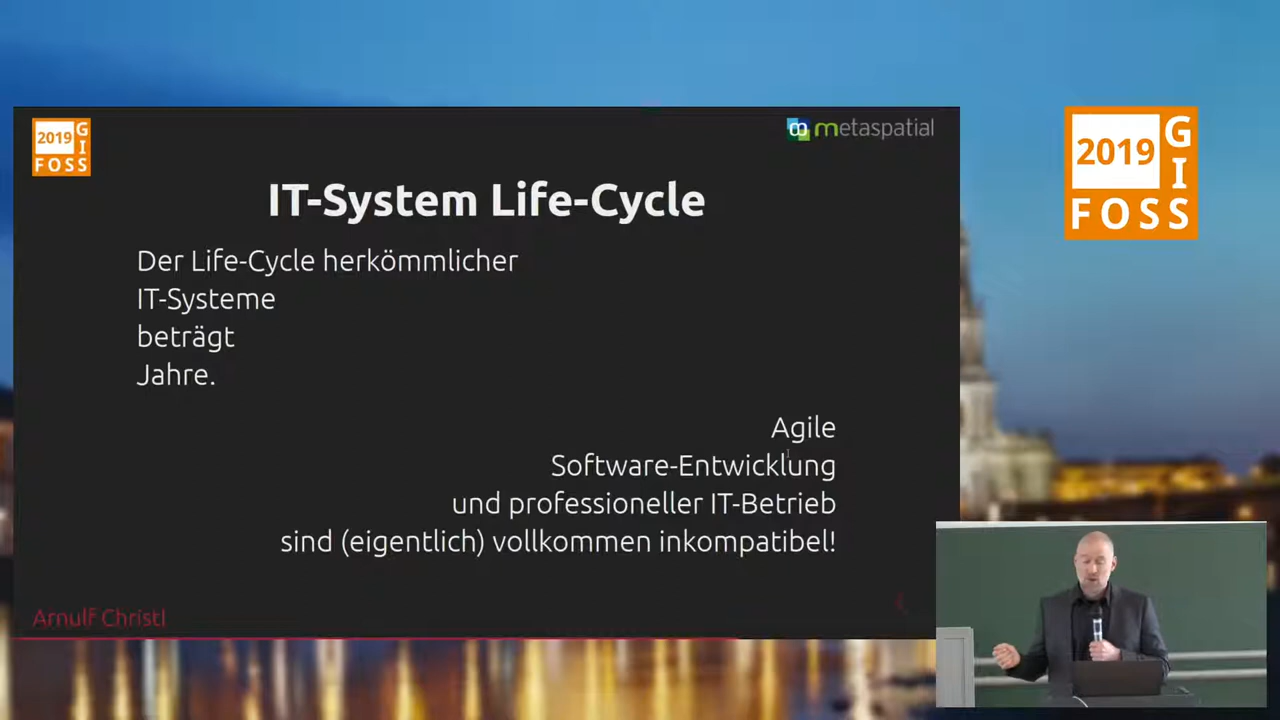 2019
G
I
FOSS
metaspatial
IT-System Life-Cycle
Der Life-Cycle herkömmlicher
IT-Systeme
beträgt
Jahre.
Agile
Software-Entwicklung
und professioneller IT-Betrieb
sind (eigentlich) vollkommen inkompatibel!
Arnulf Christl
2019
G
I
FOSS